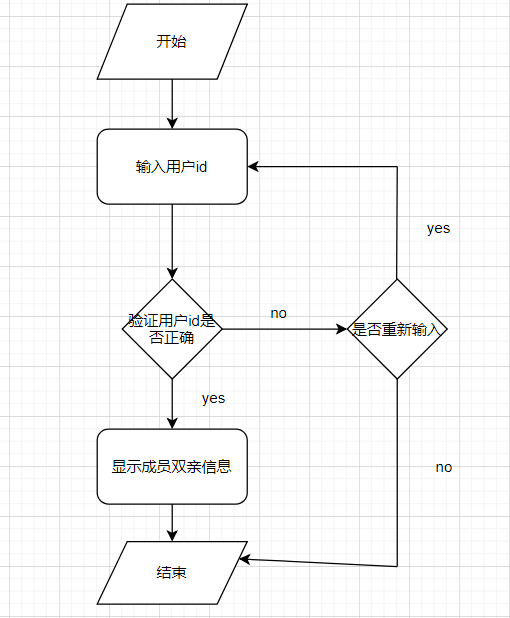 开始
输入用户id
yes
验证用户id是
否正确
no
是否重新输入
yes
no
显示成员双亲信息
结束